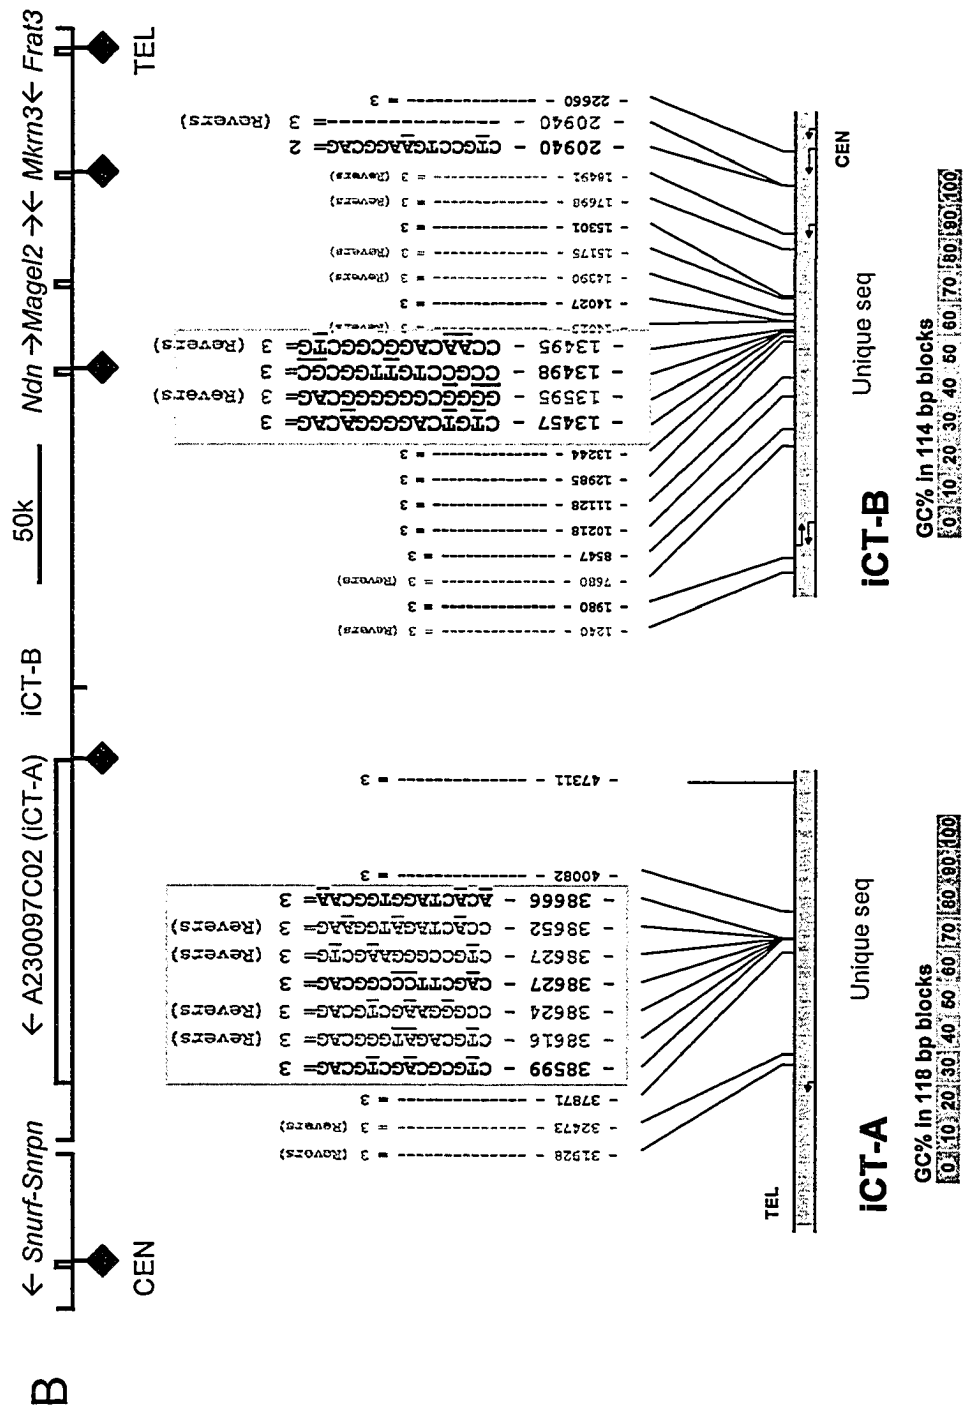 B
← Snurf-Snrpn ← A230097C02 (iCT-A) iCT-B 50k Ndn →Magel2 →← Mkrn3← Frat3
CEN
TEL
- 31928 - -------------- = 3 (Revers)
- 32473 - -------------- = 3 (Revers)
- 37871 - -------------- = 3
- 38599 - CTGCGCAGCTGCAG= 3
- 38616 - CTGCAGATGGGCAG= 3 (Revers)
- 38624 - CCGGGAAGCTGCAG= 3 (Revers)
- 38627 - CAGCTTCCCGGCAG= 3
- 38627 - CTGCCGGGAAGCTG= 3 (Revers)
- 38652 - CCACTAGATGGAAG= 3 (Revers)
- 38666 - ACACTAGGTGGCAA= 3
- 40082 - -------------- = 3
- 47311 - -------------- = 3
TEL
iCT-A
Unique seq
GC% in 118 bp blocks
0 10 20 30 40 50 60 70 80 90 100
- 1240 - -------------- = 3 (Revers)
- 1980 - -------------- = 3
- 7680 - -------------- = 3 (Revers)
- 8547 - -------------- = 3
- 10218 - -------------- = 3
- 11128 - -------------- = 3
- 12985 - -------------- = 3
- 13244 - -------------- = 3
- 13457 - CTGTCAGGGGACAG= 3
- 13595 - GGGGCGGGGGGCAG= 3 (Revers)
- 13498 - CCGCCTGTTGGCGC= 3
- 13495 - CCAACAGGCGGCTG= 3 (Revers)
- -------------- = 3 (Revers)
- 14027 - -------------- = 3
- 14390 - -------------- = 3 (Revers)
- 15175 - -------------- = 3 (Revers)
- 15301 - -------------- = 3
- 17698 - -------------- = 3 (Revers)
- 18491 - -------------- = 3 (Revers)
- 20940 - CTGCCTGAAGGCAG= 2
- 20940 - --------------= 3 (Revers)
- 22660 - -------------- = 3
CEN
iCT-B
Unique seq
GC% in 114 bp blocks
0 10 20 30 40 50 60 70 80 90 100